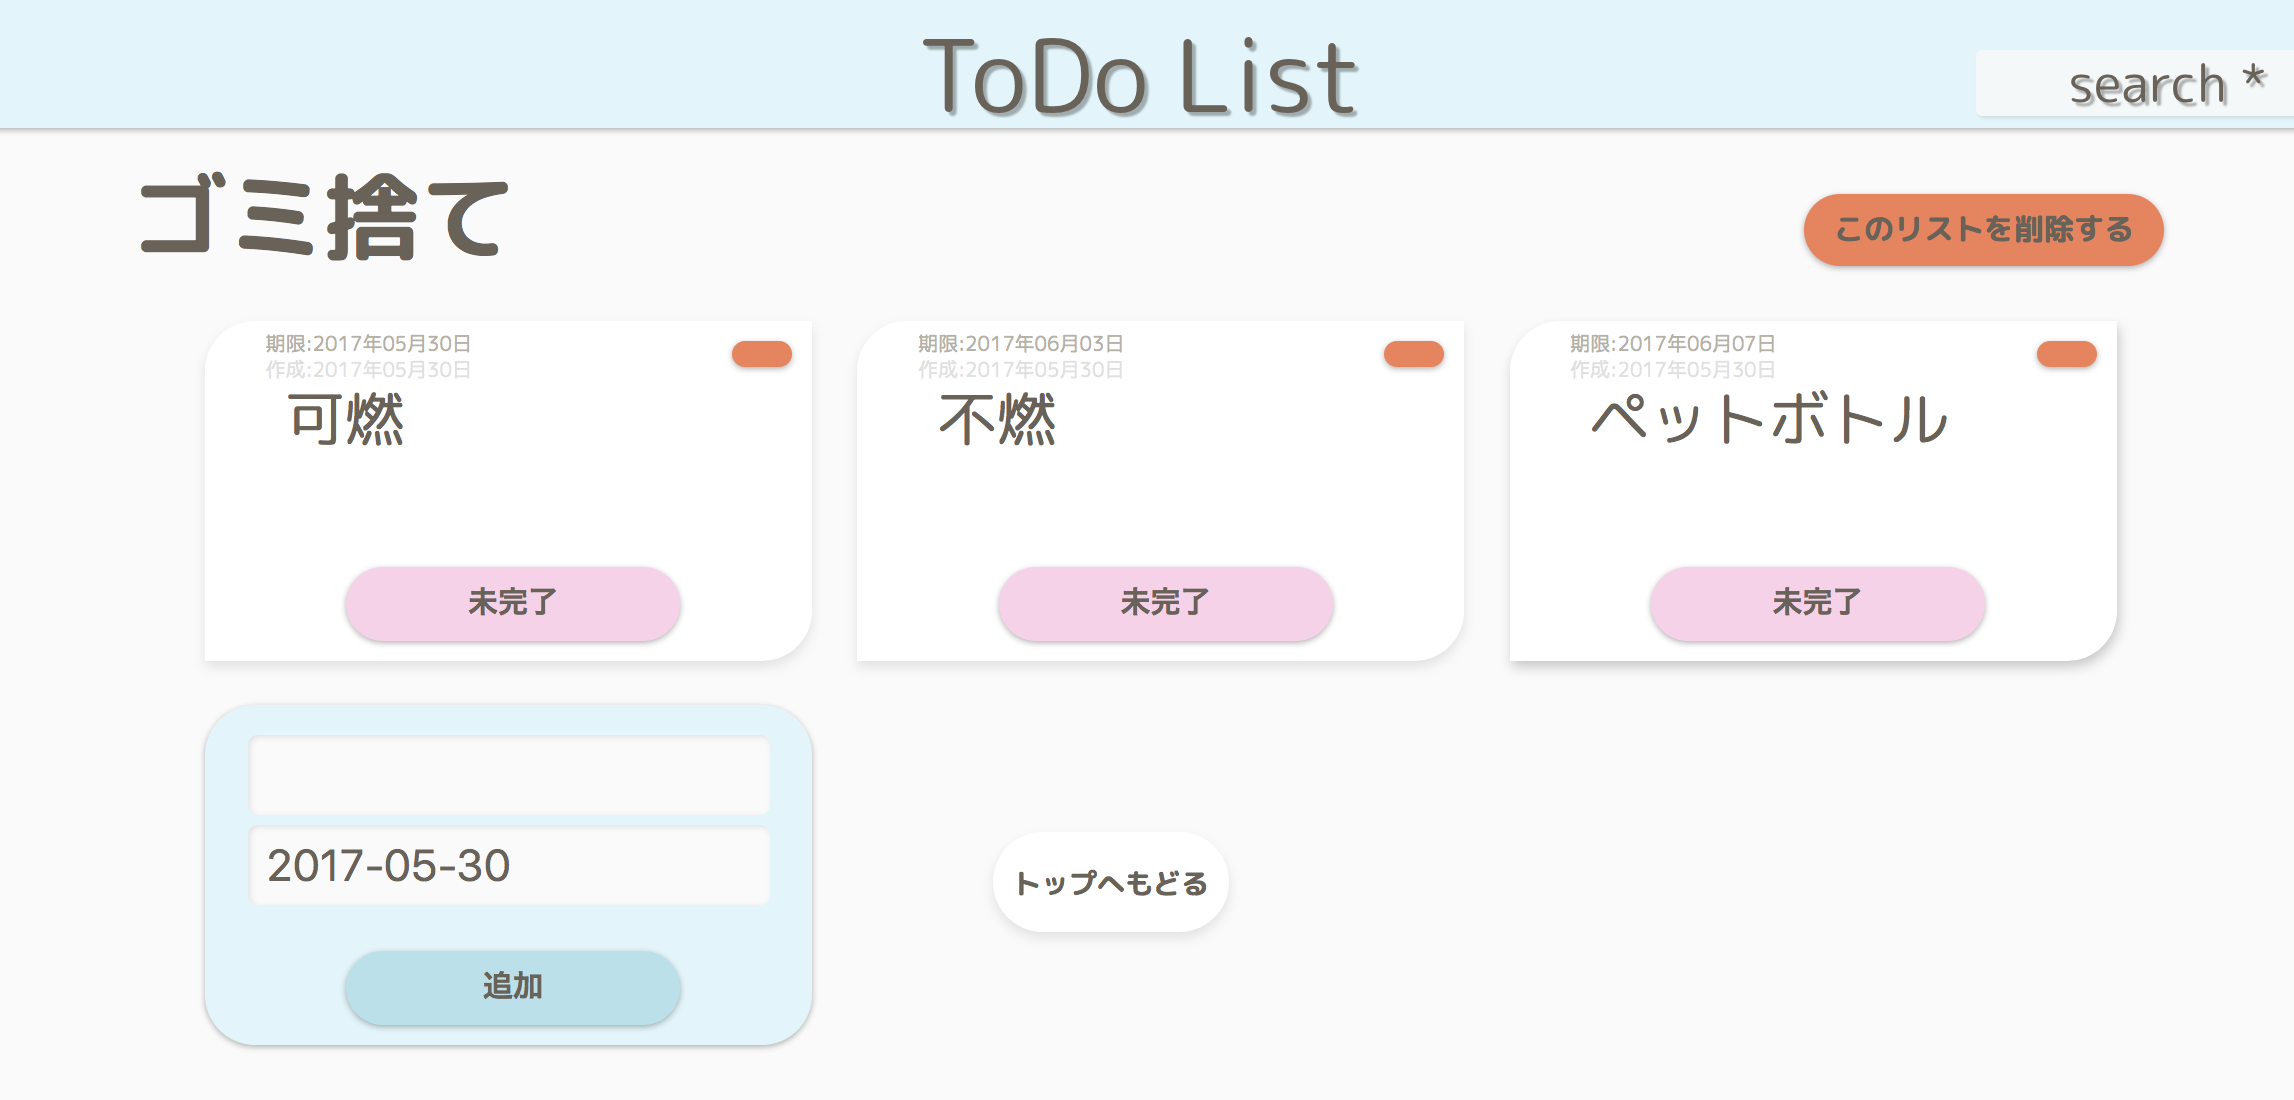 ToDo List
search *
ゴミ捨て
このリストを削除する
期限:2017年05月30日
作成:2017年05月30日
可燃
未完了
期限:2017年06月03日
作成:2017年05月30日
不燃
未完了
期限:2017年06月07日
作成:2017年05月30日
ペットボトル
未完了
2017-05-30
追加
トップへもどる